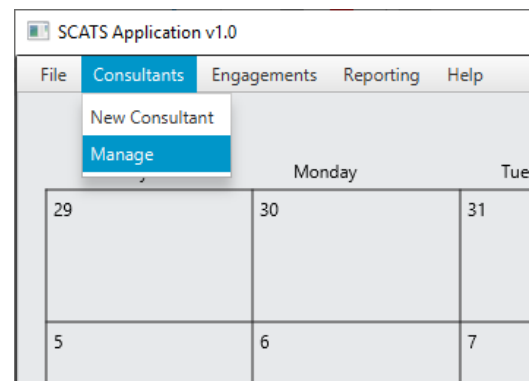 SCATS Application v1.0
File Consultants Engagements Reporting Help
New Consultant
Manage
Monday
29 30 31
5 6 7